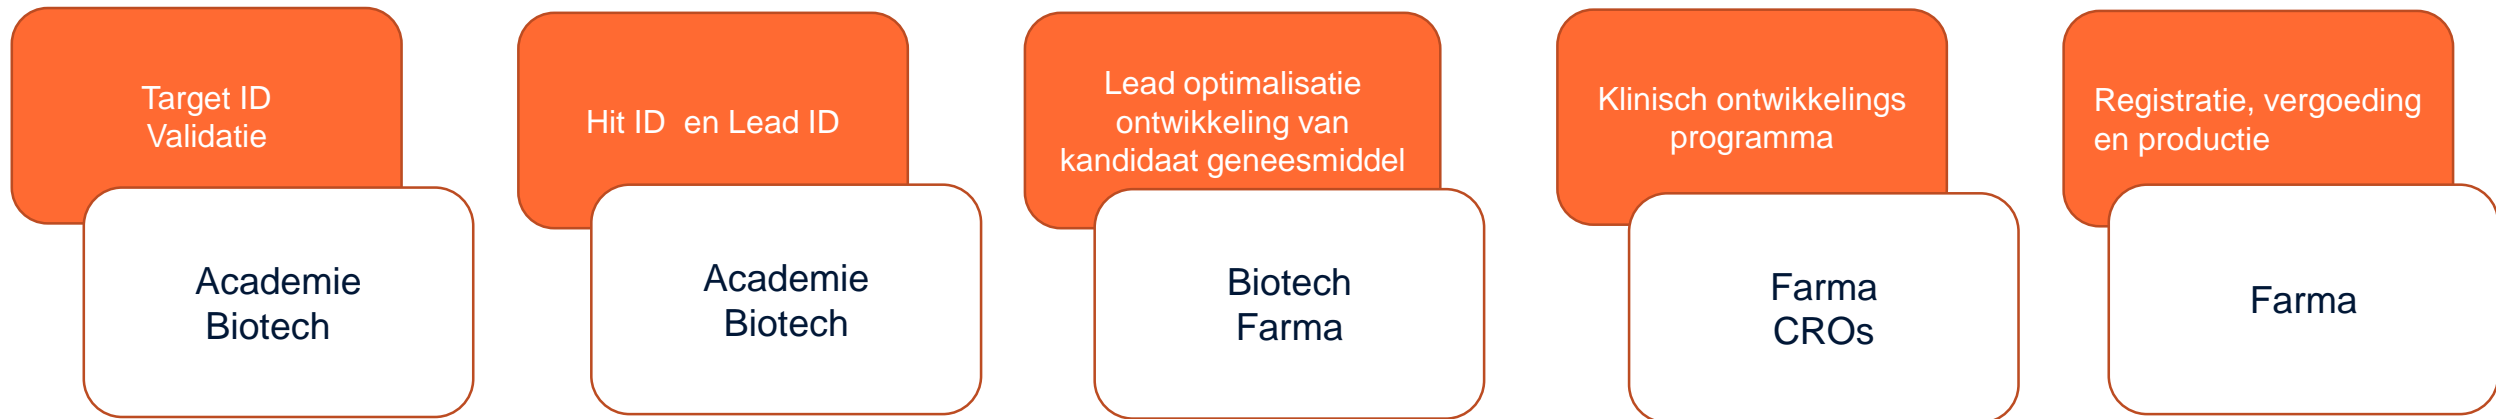 Target ID
Validatie
Academie
Biotech
Hit ID  en Lead ID
Academie
Biotech
Lead optimalisatie
ontwikkeling van
kandidaat geneesmiddel
Biotech
Farma
Klinisch ontwikkelings
programma
Farma
CROs
Registratie, vergoeding
en productie
Farma